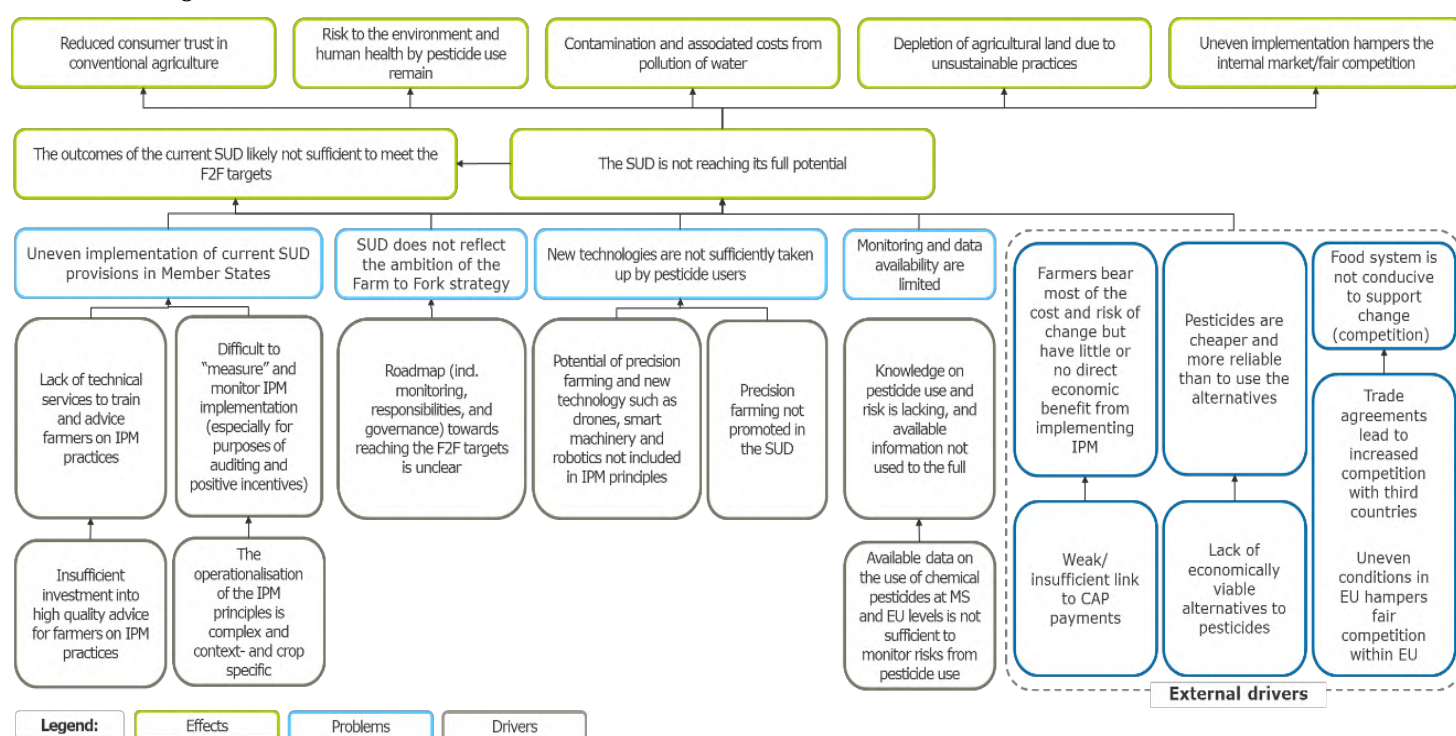 Reduced consumer trust in
conventional agriculture
Risk to the environment and
human health by pesticide use
remain
Contamination and associated costs from
pollution of water
Depletion of agricultural land due to
unsustainable practices
Uneven implementation hampers the
internal market/fair competition
The outcomes of the current SUD likely not sufficient to meet the
F2F targets
The SUD is not reaching its full potential
Uneven implementation of current SUD
provisions in Member States
SUD does not reflect
the ambition of the
Farm to Fork strategy
New technologies are not sufficiently taken
up by pesticide users
Monitoring and data
availability are
limited
Farmers bear
most of the
cost and risk of
change but
have little or
no direct
economic
benefit from
implementing
IPM
Pesticides are
cheaper and
more reliable
than to use the
alternatives
Food system is
not conducive
to support
change
(competition)
Lack of technical
services to train
and advice
farmers on IPM
practices
Difficult to
“measure” and
monitor IPM
implementation
(especially for
purposes of
auditing and
positive incentives)
Roadmap (incl.
monitoring,
responsibilities, and
governance) towards
reaching the F2F targets
is unclear
Potential of precision
farming and new
technology such as
drones, smart
machinery and
robotics not included
in IPM principles
Precision
farming not
promoted in
the SUD
Knowledge on
pesticide use and
risk is lacking, and
available
information not
used to the full
Trade
agreements
lead to
increased
competition
with third
countries
Uneven
conditions in
EU hampers
fair
competition
within EU
Insufficient
investment into
high quality advice
for farmers on IPM
practices
The
operationalisation
of the IPM
principles is
complex and
context- and crop
specific
Available data on
the use of chemical
pesticides at MS
and EU levels is not
sufficient to
monitor risks from
pesticide use
Weak/
insufficient link
to CAP
payments
Lack of
economically
viable
alternatives to
pesticides
External drivers
Legend:
Effects
Problems
Drivers